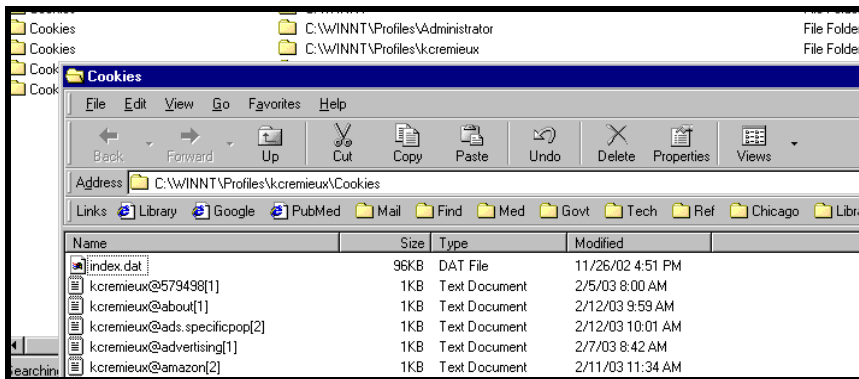 Cookies C:\WINNT\Profiles\Administrator File Folde
Cookies C:\WINNT\Profiles\kcremieux File Folde
Cook
Cook
Cookies
File Edit View Go Favorites Help
Back Forward Up Cut Copy Paste Undo Delete Properties Views
Address C:\WINNT\Profiles\kcremieux\Cookies
Links Library Google PubMed Mail Find Med Govt Tech Ref Chicago Libr
Name Size Type Modified
index.dat 96KB DAT File 11/26/02 4:51 PM
kcremieux@579498[1] 1KB Text Document 2/5/03 8:00 AM
kcremieux@about[1] 1KB Text Document 2/12/03 9:59 AM
kcremieux@ads.specificpop[2] 1KB Text Document 2/12/03 10:01 AM
kcremieux@advertising[1] 1KB Text Document 2/7/03 8:42 AM
kcremieux@amazon[2] 1KB Text Document 2/11/03 11:34 AM
earchin